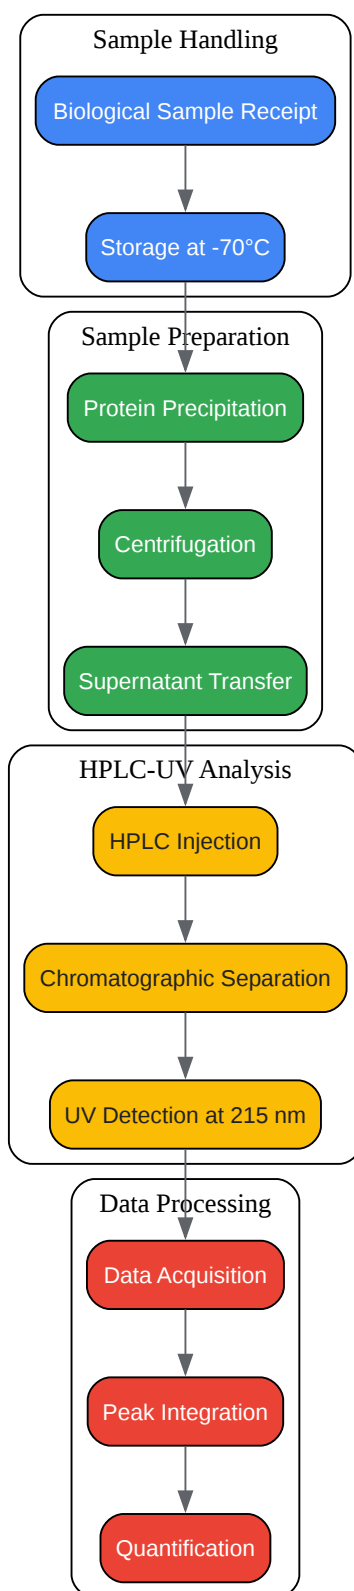 Sample Handling
Biological Sample Receipt
Storage at -70°C
Sample Preparation
Protein Precipitation
Centrifugation
Supernatant Transfer
HPLC-UV Analysis
HPLC Injection
Chromatographic Separation
UV Detection at 215 nm
Data Processing
Data Acquisition
Peak Integration
Quantification